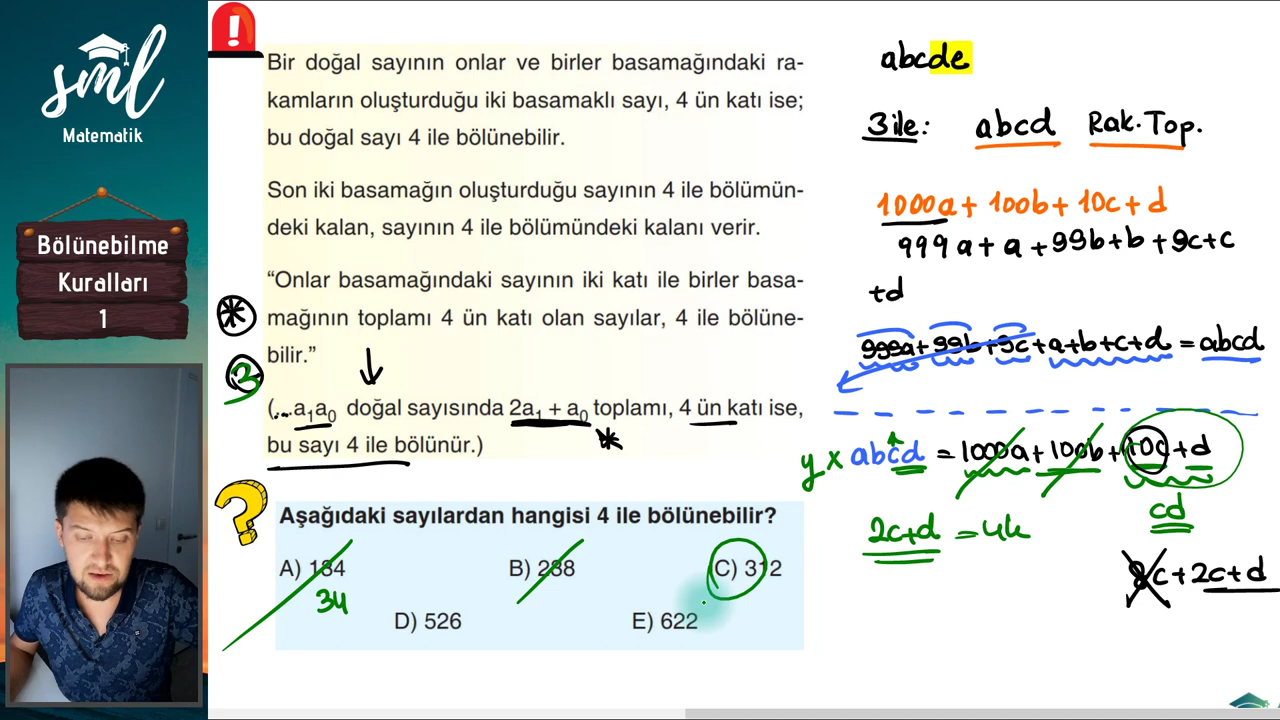 sml
Matematik
Bölünebilme
Kuralları
1
Bir doğal sayının onlar ve birler basamağındaki ra-
kamların oluşturduğu iki basamaklı sayı, 4 ün katı ise;
bu doğal sayı 4 ile bölünebilir.
Son iki basamağın oluşturduğu sayının 4 ile bölümün-
deki kalan, sayının 4 ile bölümündeki kalanı verir.
“Onlar basamağındaki sayının iki katı ile birler basa-
mağının toplamı 4 ün katı olan sayılar, 4 ile bölüne-
bilir.”
(...a₁a₀ doğal sayısında 2a₁ + a₀ toplamı, 4 ün katı ise,
bu sayı 4 ile bölünür.)
Aşağıdaki sayılardan hangisi 4 ile bölünebilir?
A) 134 B) 238 C) 312
34
D) 526 E) 622
abcde
3 ile: abcd Rak. Top.
1000a + 100b + 10c + d
999a + a + 99b + b + 9c + c
+d
999a + 99b + 9c + a + b + c + d = abcd
y x abcd = 1000a + 100b + 10c + d
cd
2c+d = 4k
8c + 2c + d